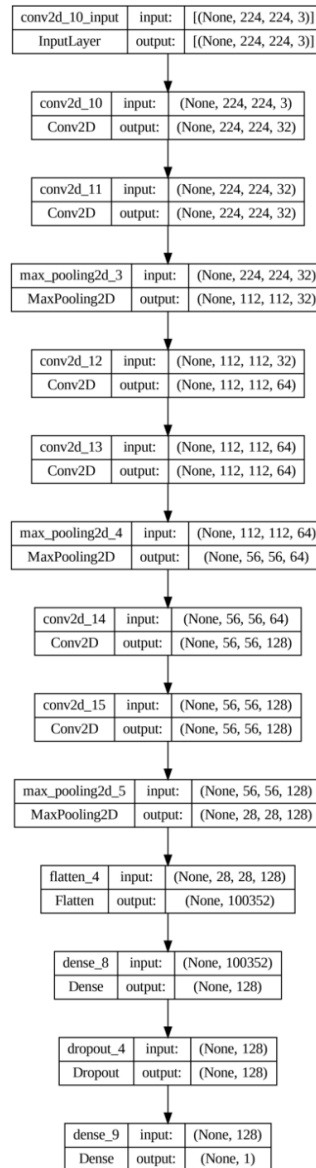 conv2d_10_input input: [(None, 224, 224, 3)]
InputLayer output: [(None, 224, 224, 3)]
conv2d_10 input: (None, 224, 224, 3)
Conv2D output: (None, 224, 224, 32)
conv2d_11 input: (None, 224, 224, 32)
Conv2D output: (None, 224, 224, 32)
max_pooling2d_3 input: (None, 224, 224, 32)
MaxPooling2D output: (None, 112, 112, 32)
conv2d_12 input: (None, 112, 112, 32)
Conv2D output: (None, 112, 112, 64)
conv2d_13 input: (None, 112, 112, 64)
Conv2D output: (None, 112, 112, 64)
max_pooling2d_4 input: (None, 112, 112, 64)
MaxPooling2D output: (None, 56, 56, 64)
conv2d_14 input: (None, 56, 56, 64)
Conv2D output: (None, 56, 56, 128)
conv2d_15 input: (None, 56, 56, 128)
Conv2D output: (None, 56, 56, 128)
max_pooling2d_5 input: (None, 56, 56, 128)
MaxPooling2D output: (None, 28, 28, 128)
flatten_4 input: (None, 28, 28, 128)
Flatten output: (None, 100352)
dense_8 input: (None, 100352)
Dense output: (None, 128)
dropout_4 input: (None, 128)
Dropout output: (None, 128)
dense_9 input: (None, 128)
Dense output: (None, 1)